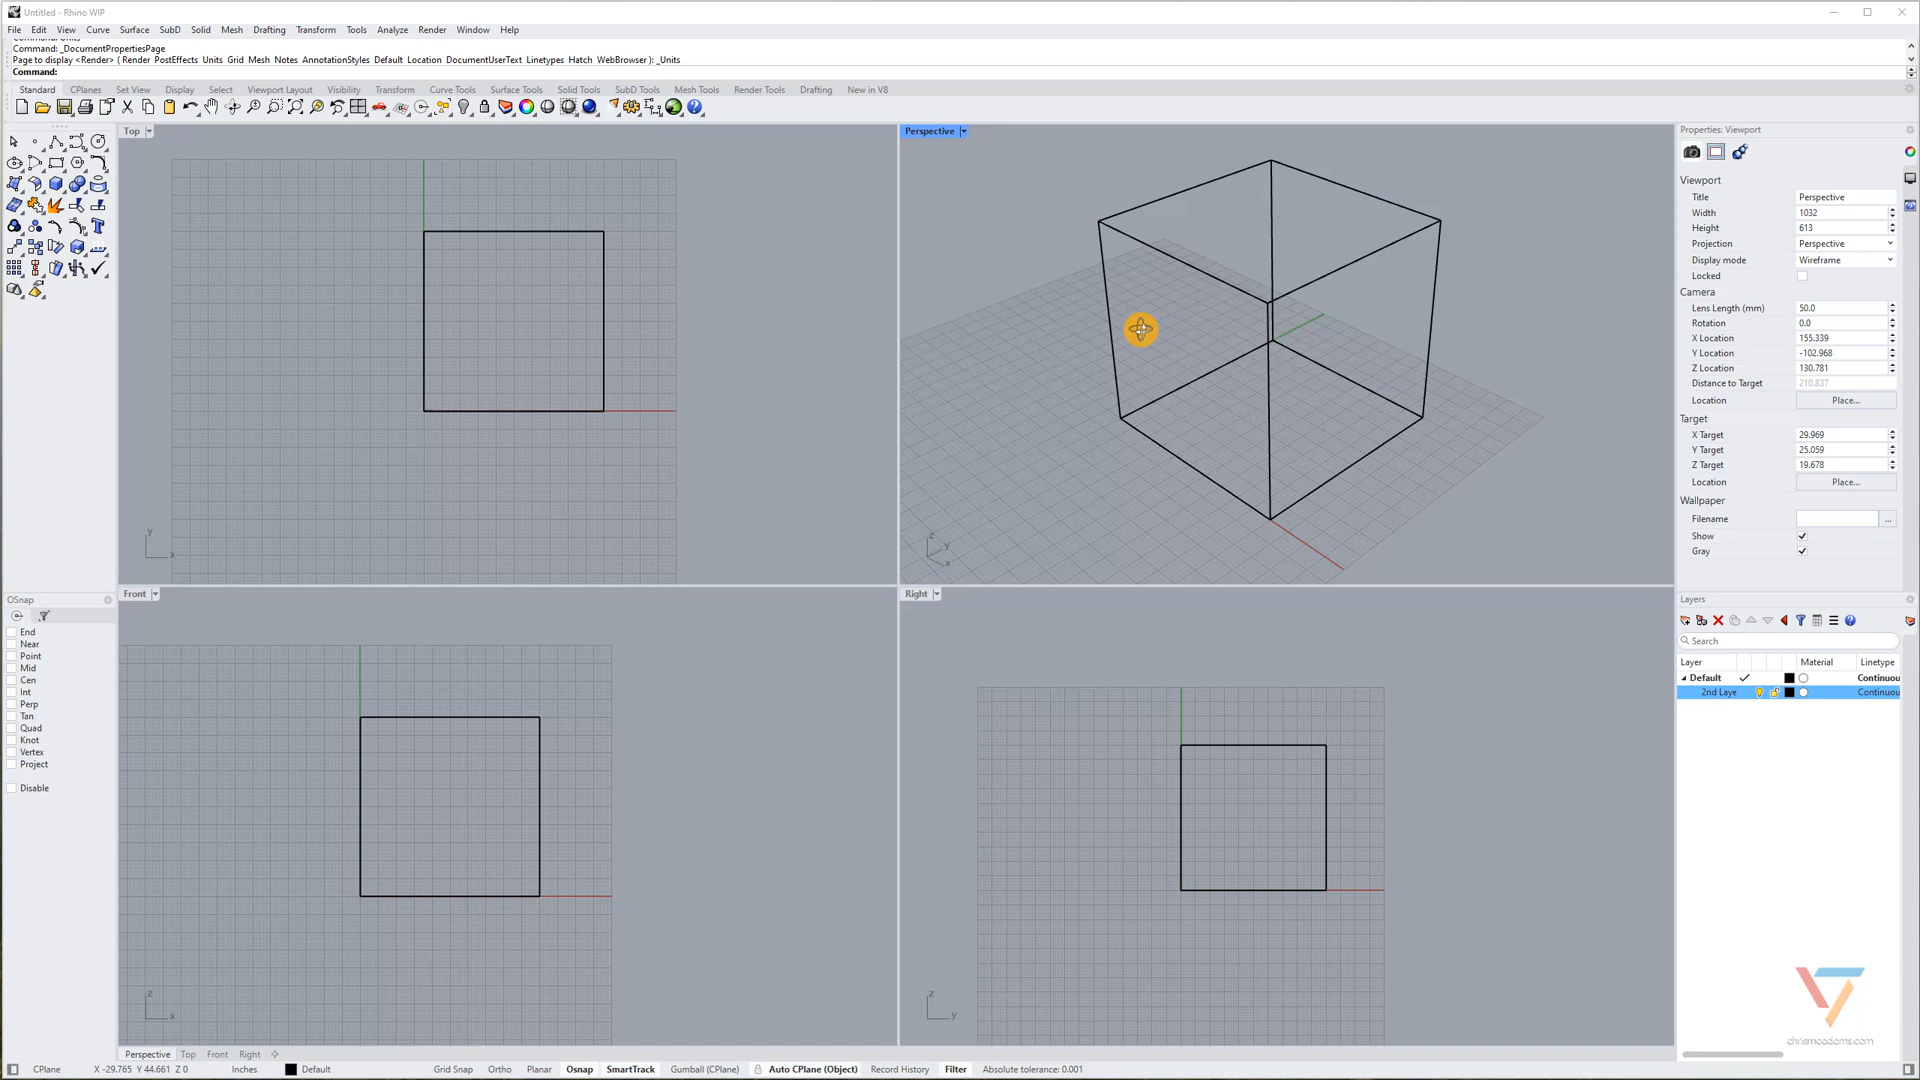 Untitled - Rhino WIP
File Edit View Curve Surface SubD Solid Mesh Drafting Transform Tools Analyze Render Window Help
Command: _DocumentPropertiesPage
Page to display <Render> ( Render PostEffects Units Grid Mesh Notes AnnotationStyles Default Location DocumentUserText Linetypes Hatch WebBrowser ): _Units
Command:
Standard CPlanes Set View Display Select Viewport Layout Visibility Transform Curve Tools Surface Tools Solid Tools SubD Tools Mesh Tools Render Tools Drafting New in V8
Top
Perspective
Properties: Viewport
Viewport
Title Perspective
Width 1032
Height 613
Projection Perspective
Display mode Wireframe
Locked
Camera
Lens Length (mm) 50.0
Rotation 0.0
X Location 155.339
Y Location -102.968
Z Location 130.781
Distance to Target 210.837
Location Place...
Target
X Target 29.969
Y Target 25.059
Z Target 19.678
Location Place...
Wallpaper
Filename ...
Show
Gray
y
x
z
y
x
OSnap
End
Near
Point
Mid
Cen
Int
Perp
Tan
Quad
Knot
Vertex
Project
Disable
Front
Right
z
x
z
y
Layers
Search
Layer Material Linetype
Default Continuou
2nd Laye Continuou
chrismcadams.com
Perspective Top Front Right
CPlane X -29.765 Y 44.661 Z 0 Inches Default Grid Snap Ortho Planar Osnap SmartTrack Gumball (CPlane) Auto CPlane (Object) Record History Filter Absolute tolerance: 0.001